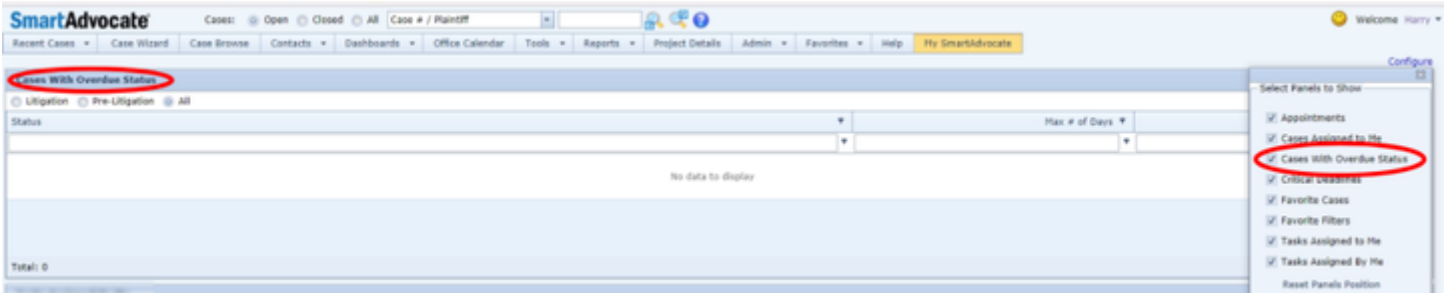 SmartAdvocate Cases: Open Closed All Case # / Plaintiff Welcome Harry
Recent Cases Case Wizard Case Browse Contacts Dashboards Office Calendar Tools Reports Project Details Admin Favorites Help My SmartAdvocate
Configure
Cases With Overdue Status
Select Panels to Show
Litigation Pre-Litigation All
Status Max # of Days
Appointments
Cases Assigned to Me
Cases With Overdue Status
No data to display
Critical Deadlines
Favorite Cases
Favorite Filters
Tasks Assigned to Me
Total: 0
Tasks Assigned By Me
Reset Panels Position